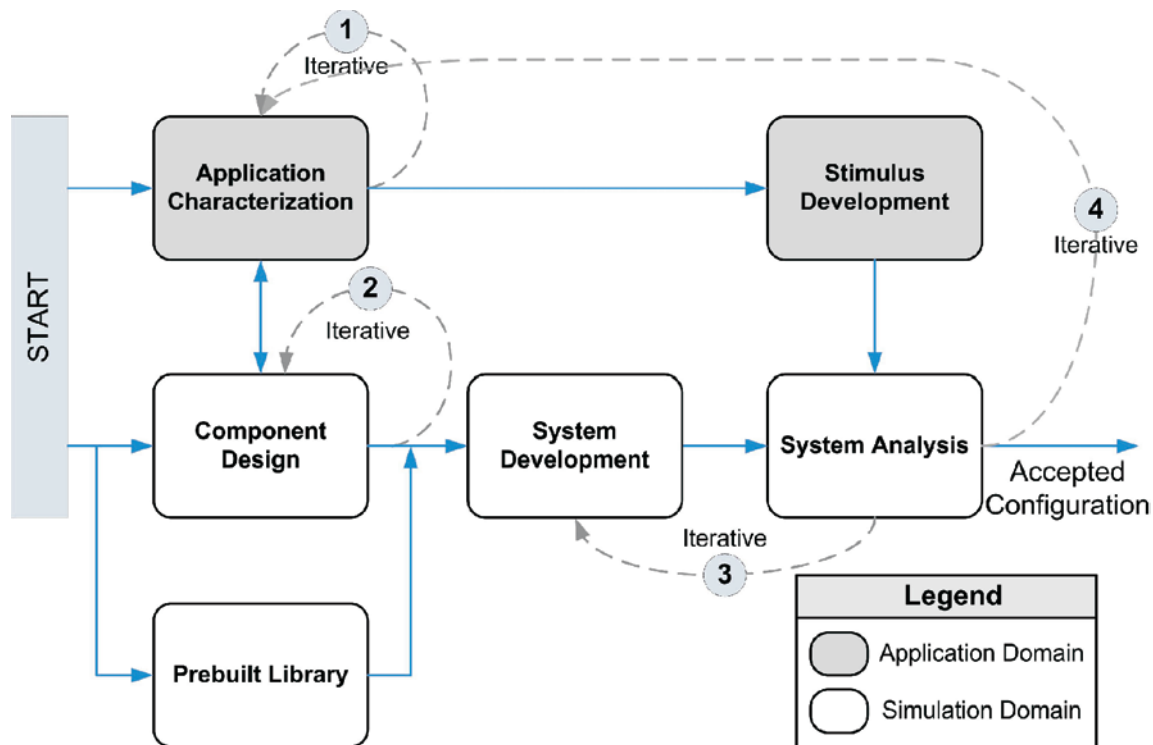 1
Iterative
START
Application
Characterization
Stimulus
Development
4
Iterative
2
Iterative
Component
Design
System
Development
System Analysis
Accepted
Configuration
Iterative
3
Prebuilt Library
Legend
Application Domain
Simulation Domain